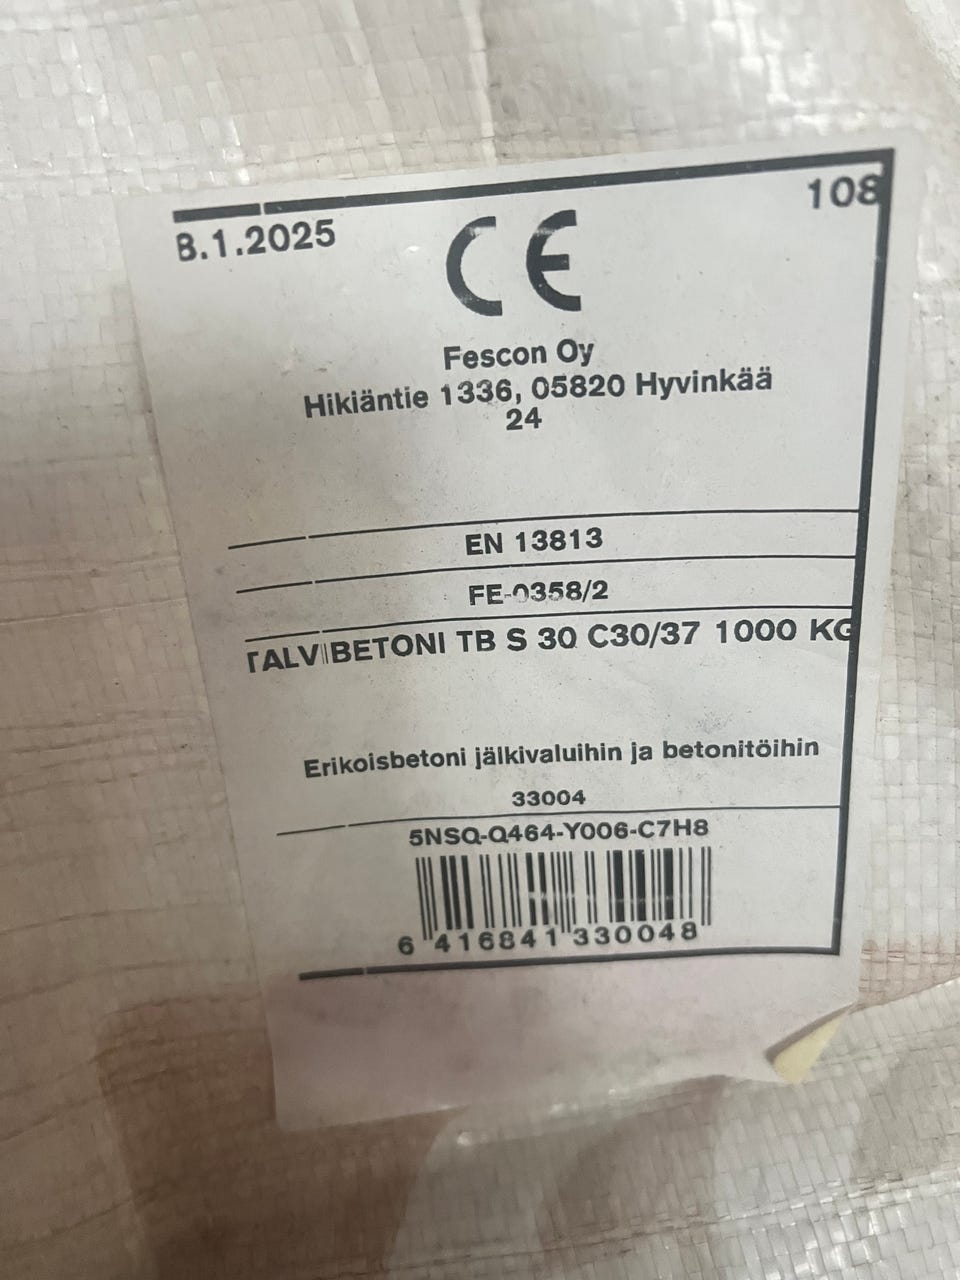 8.1.2025
108
CE
Fescon Oy
Hikiäntie 1336, 05820 Hyvinkää
24
EN 13813
FE-0358/2
TALVIBETONI TB S 30 C30/37 1000 KG
Erikoisbetoni jälkivaluihin ja betonitöihin
33004
5NSQ-Q464-Y006-C7H8
6 416841 330048